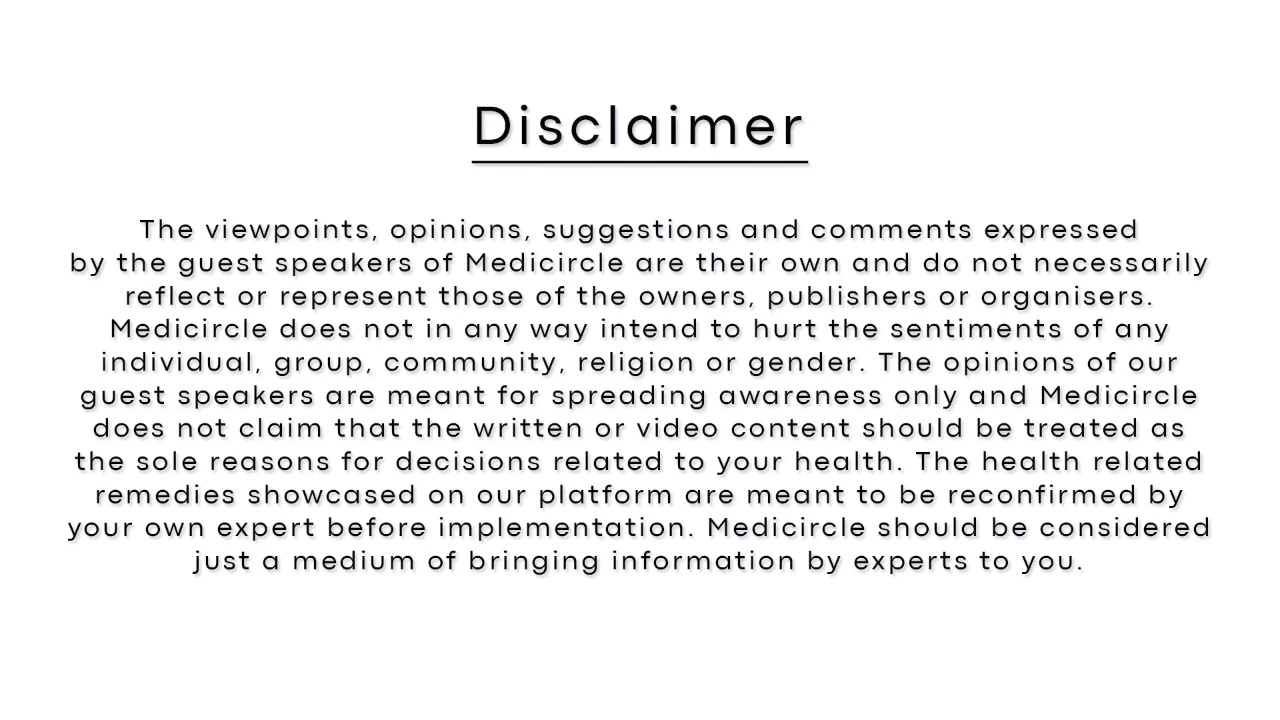 Disclaimer
The viewpoints, opinions, suggestions and comments expressed
by the guest speakers of Medicircle are their own and do not necessarily
reflect or represent those of the owners, publishers or organisers.
Medicircle does not in any way intend to hurt the sentiments of any
individual, group, community, religion or gender. The opinions of our
guest speakers are meant for spreading awareness only and Medicircle
does not claim that the written or video content should be treated as
the sole reasons for decisions related to your health. The health related
remedies showcased on our platform are meant to be reconfirmed by
your own expert before implementation. Medicircle should be considered
just a medium of bringing information by experts to you.